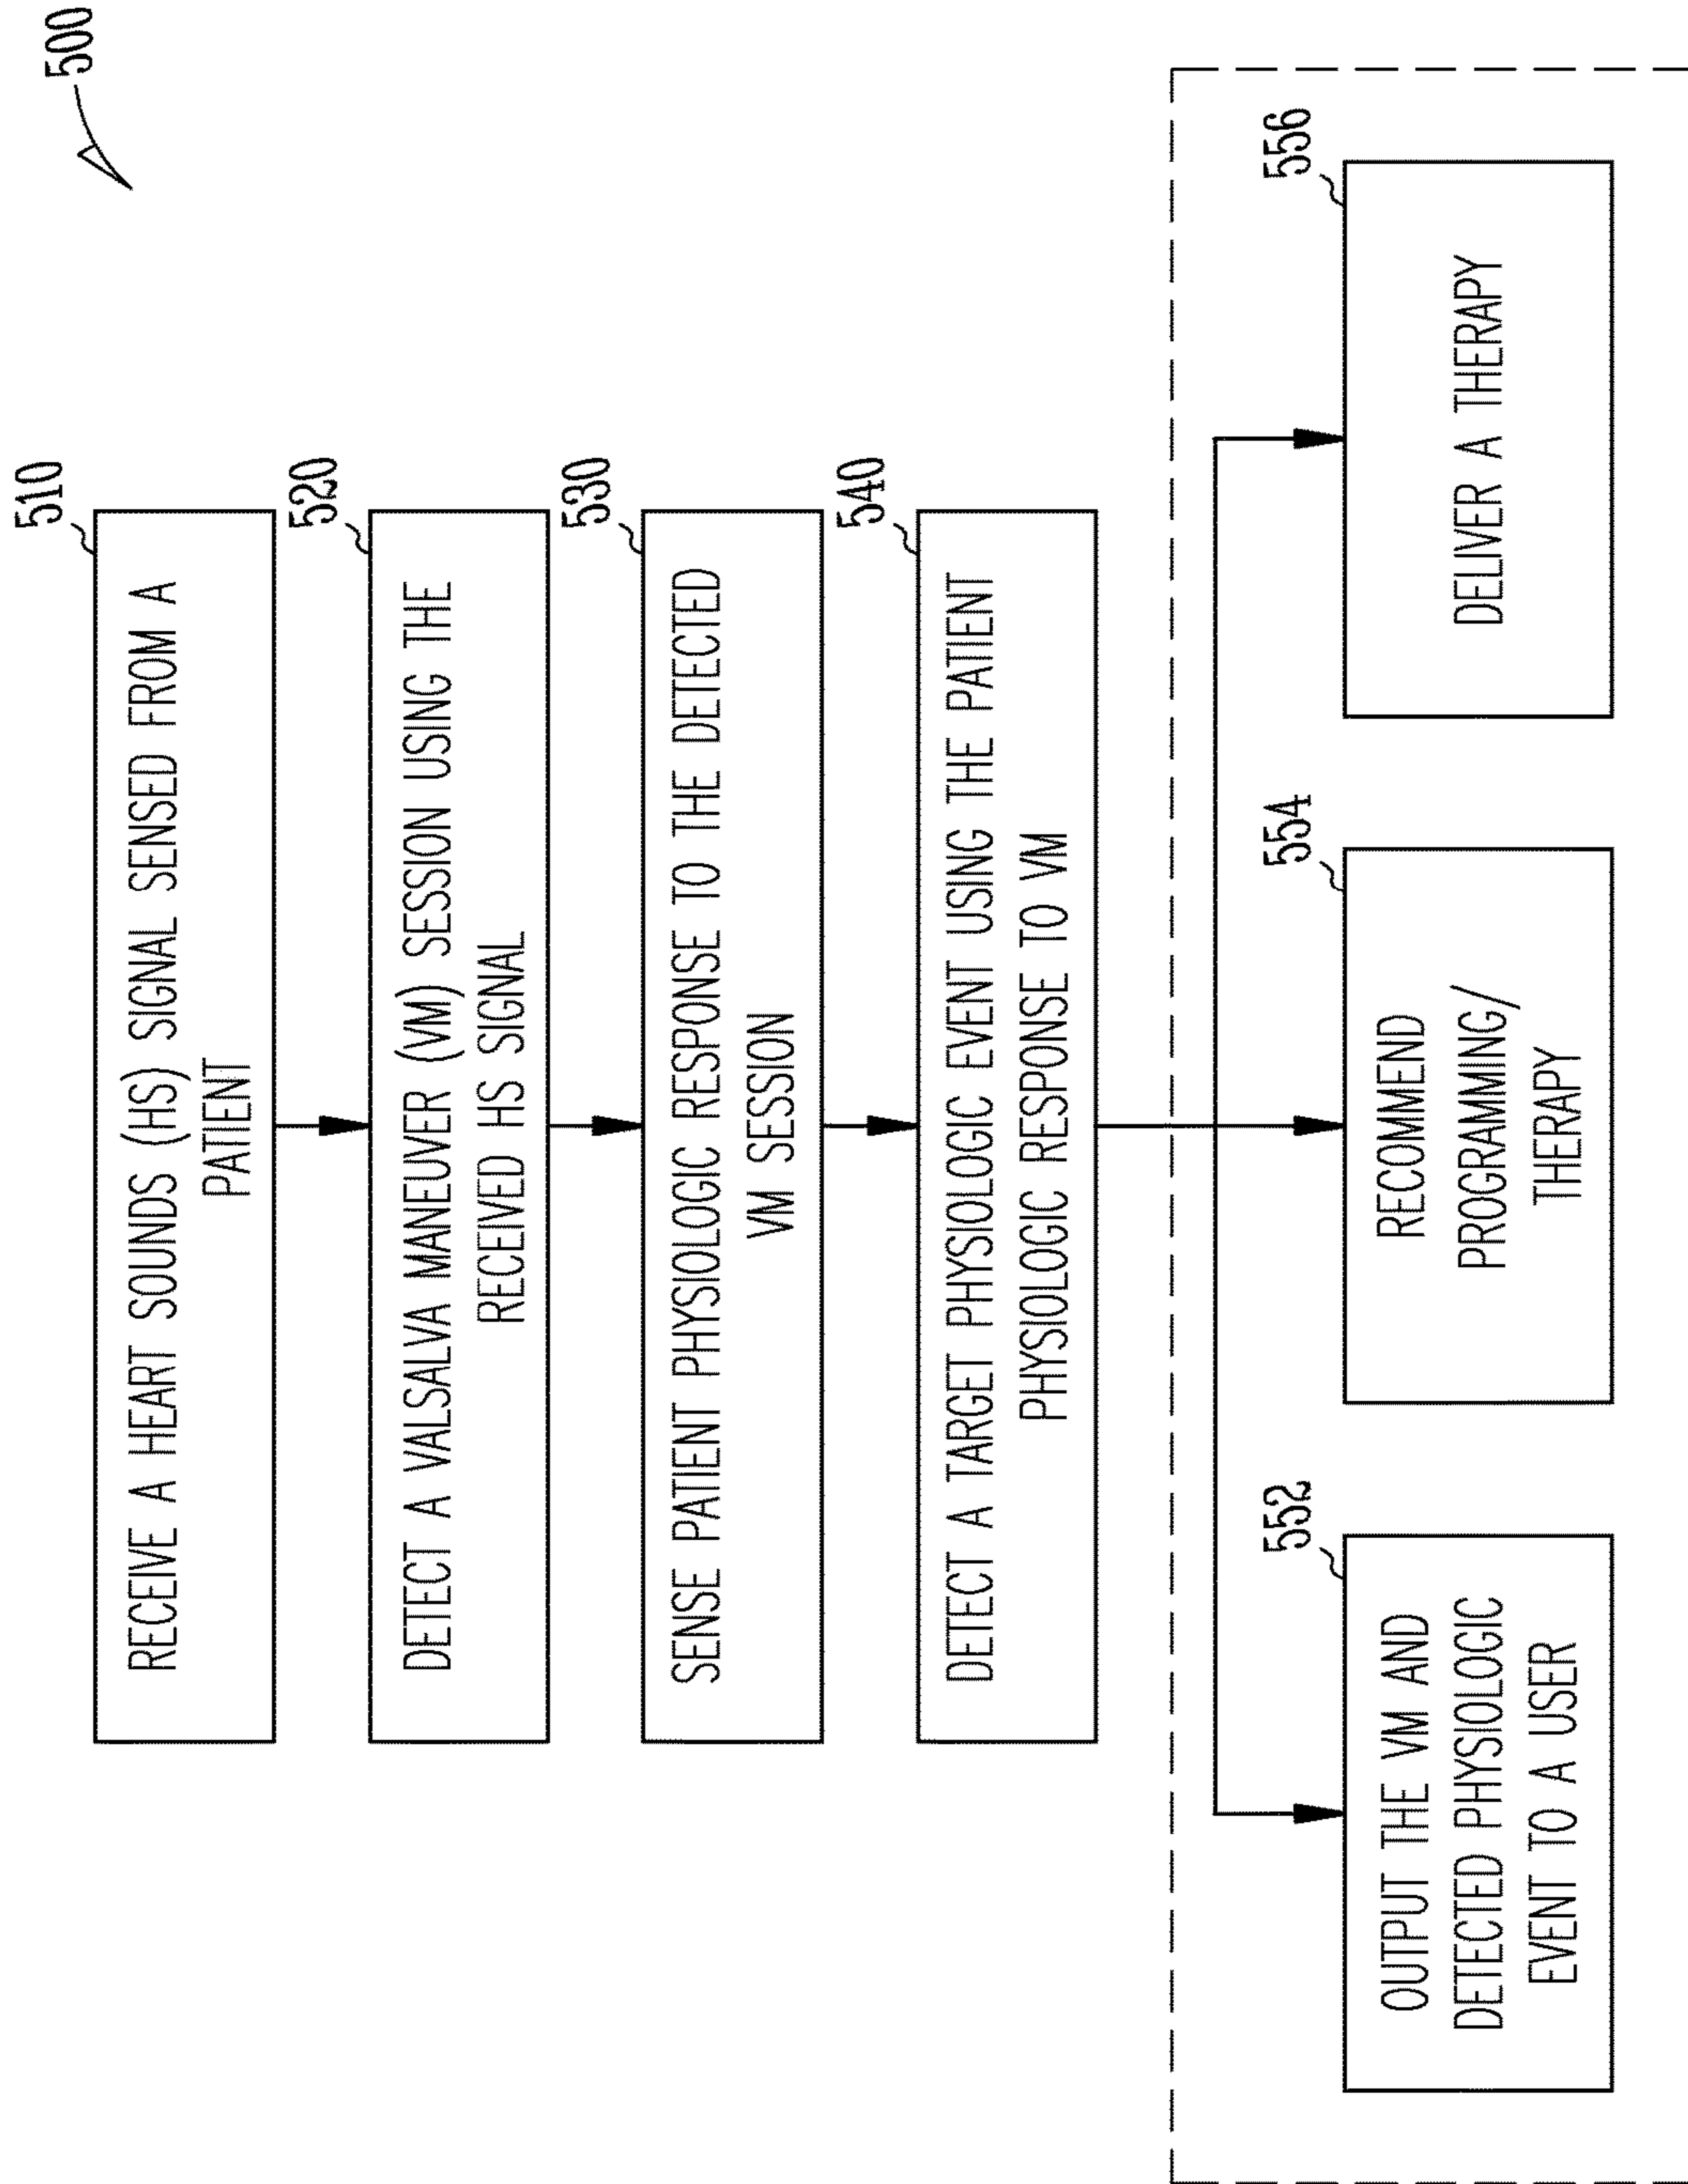 500
510
RECEIVE A HEART SOUNDS (HS) SIGNAL SENSED FROM A
PATIENT
520
DETECT A VALSALVA MANEUVER (VM) SESSION USING THE
RECEIVED HS SIGNAL
530
SENSE PATIENT PHYSIOLOGIC RESPONSE TO THE DETECTED
VM SESSION
540
DETECT A TARGET PHYSIOLOGIC EVENT USING THE PATIENT
PHYSIOLOGIC RESPONSE TO VM
552
OUTPUT THE VM AND
DETECTED PHYSIOLOGIC
EVENT TO A USER
554
RECOMMEND
PROGRAMMING/
THERAPY
556
DELIVER A THERAPY